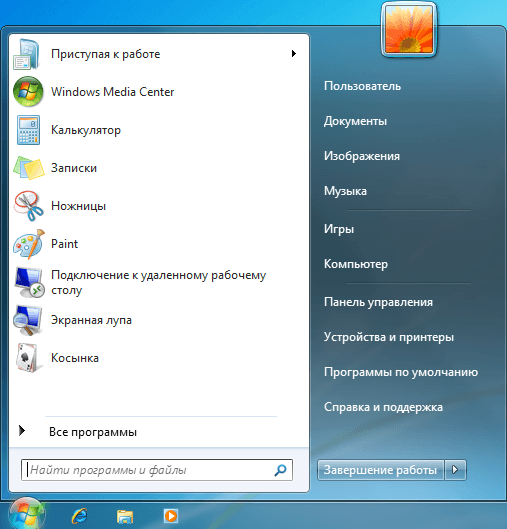 Приступая к работе
Windows Media Center
Калькулятор
Записки
Ножницы
Paint
Подключение к удаленному рабочему
столу
Экранная лупа
Косынка
Все программы
Найти программы и файлы
Пользователь
Документы
Изображения
Музыка
Игры
Компьютер
Панель управления
Устройства и принтеры
Программы по умолчанию
Справка и поддержка
Завершение работы